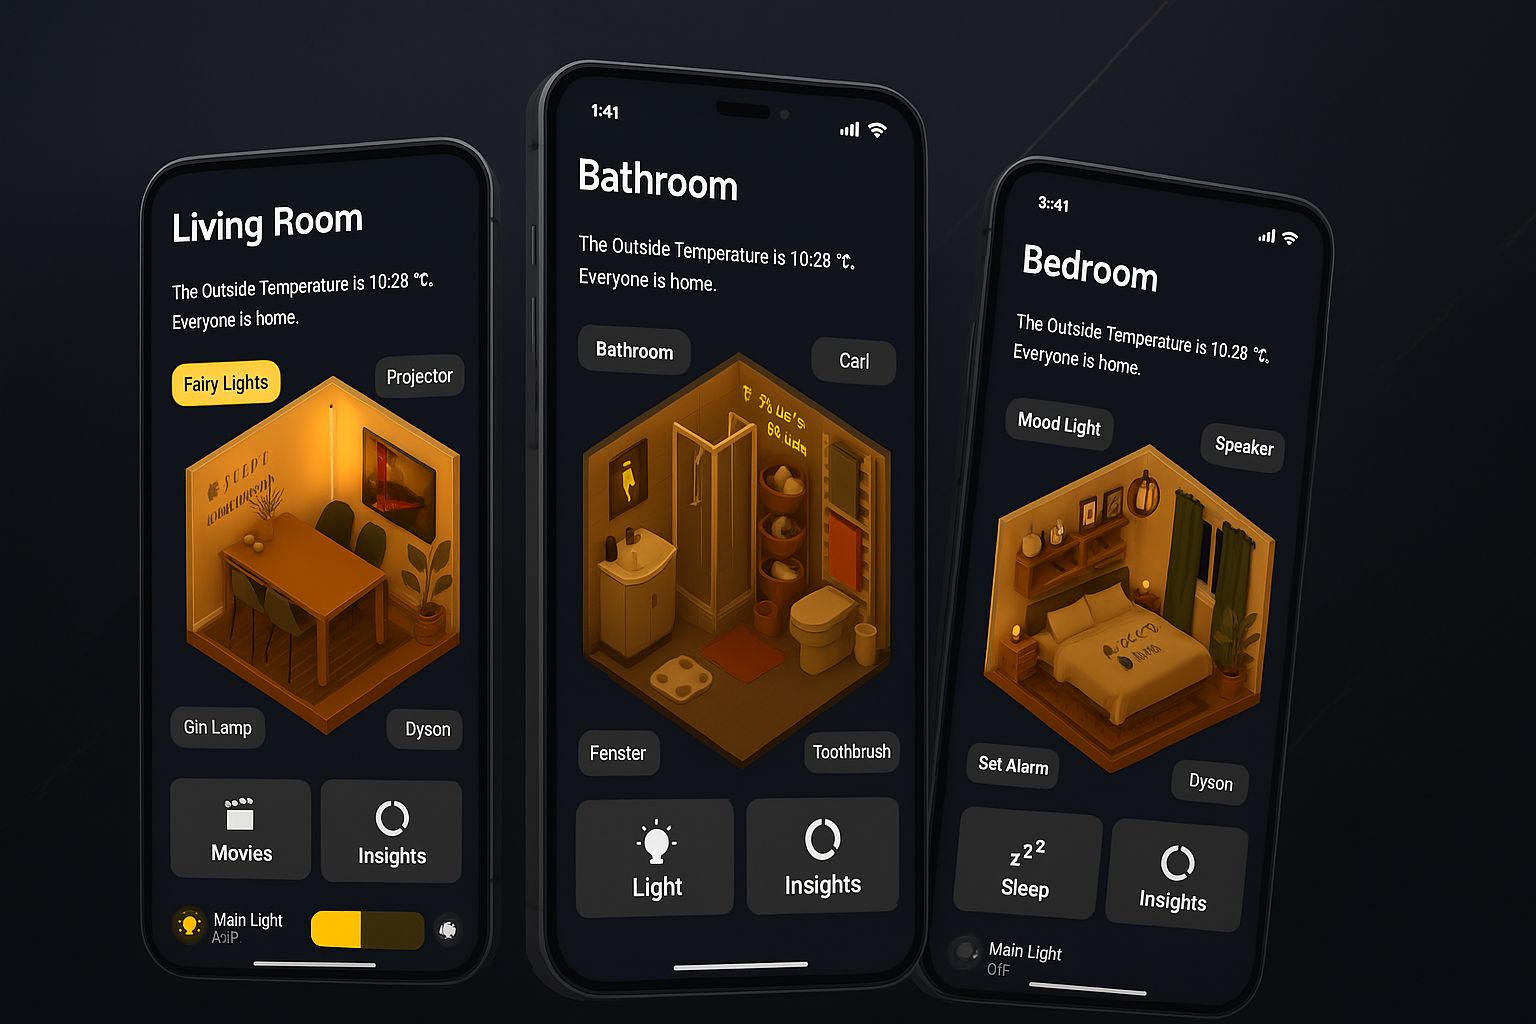 Living Room
The Outside Temperature is 10:28 ℃.
Everyone is home.
Fairy Lights
Projector
Gin Lamp
Dyson
Movies
Insights
Main Light
1:41
Bathroom
The Outside Temperature is 10:28 ℃.
Everyone is home.
Bathroom
Carl
Fenster
Toothbrush
Light
Insights
3::41
Bedroom
The Outside Temperature is 10.28 ℃.
Everyone is home.
Mood Light
Speaker
Set Alarm
Dyson
z z z
Sleep
Insights
Main Light
OfF